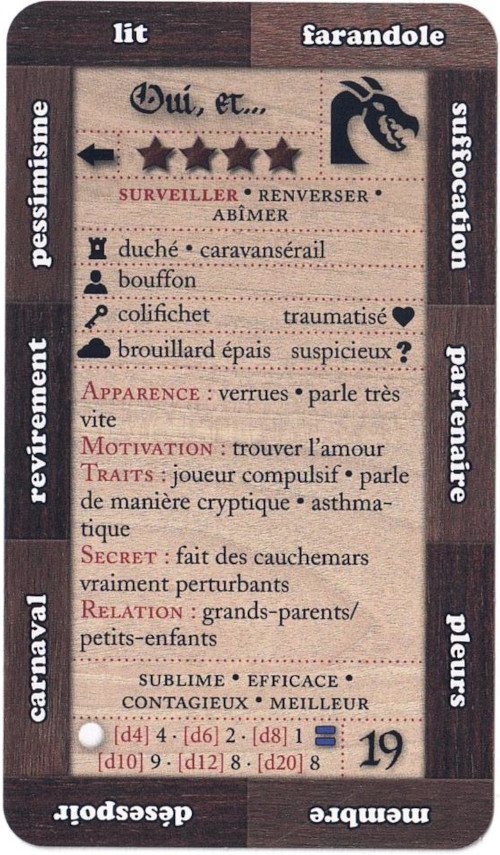 lit
farandole
pessimisme
revirement
carnaval
suffocation
partenaire
pleurs
désespoir
membre
Oui, et...
SURVEILLER • RENVERSER •
ABÎMER
duché • caravansérail
bouffon
colifichet traumatisé
brouillard épais suspicieux ?
APPARENCE : verrues • parle très
vite
MOTIVATION : trouver l'amour
TRAITS : joueur compulsif • parle
de manière cryptique • asthma-
tique
SECRET : fait des cauchemars
vraiment perturbants
RELATION : grands-parents/
petits-enfants
SUBLIME • EFFICACE •
CONTAGIEUX • MEILLEUR
[d4] 4 · [d6] 2 · [d8] 1
[d10] 9 · [d12] 8 · [d20] 8
19